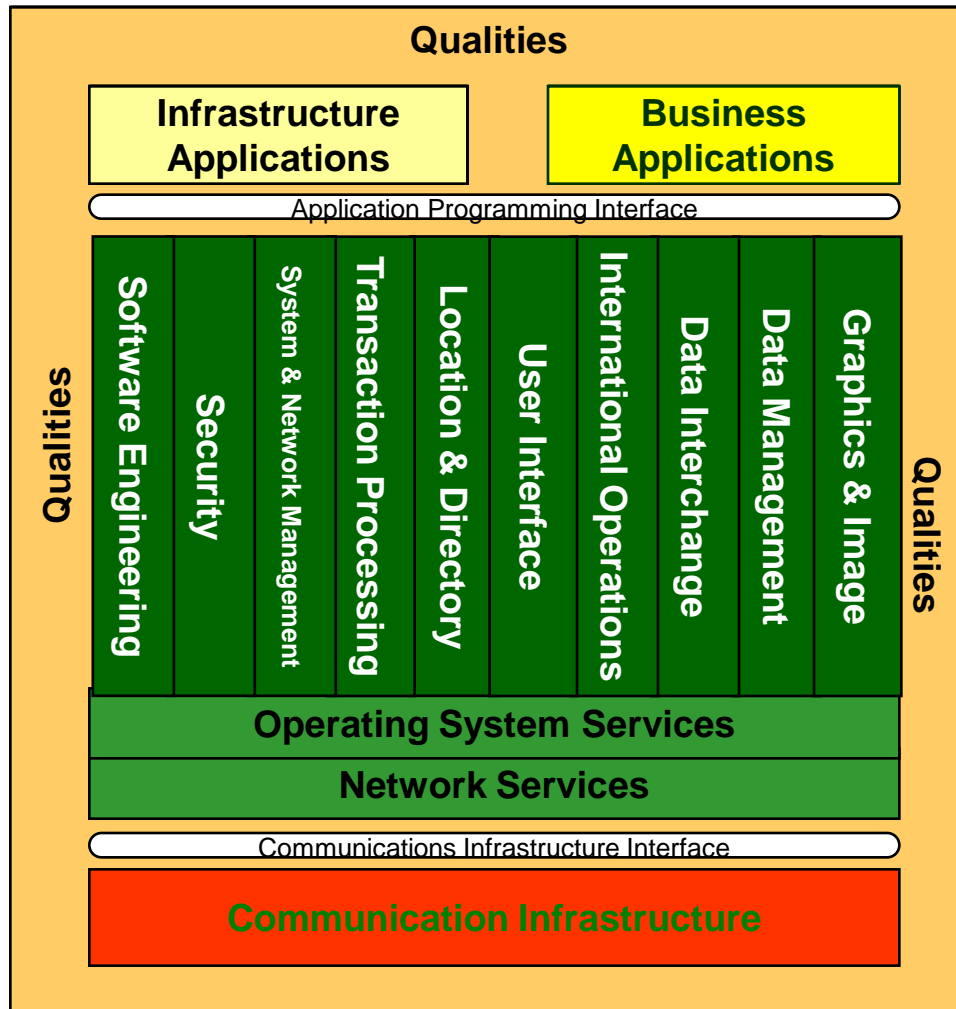 Qualities
Infrastructure
Applications
Business
Applications
Application Programming Interface
Qualities
Software Engineering
Security
System & Network Management
Transaction Processing
Location & Directory
User Interface
International Operations
Data Interchange
Data Management
Graphics & Image
Qualities
Operating System Services
Network Services
Communications Infrastructure Interface
Communication Infrastructure